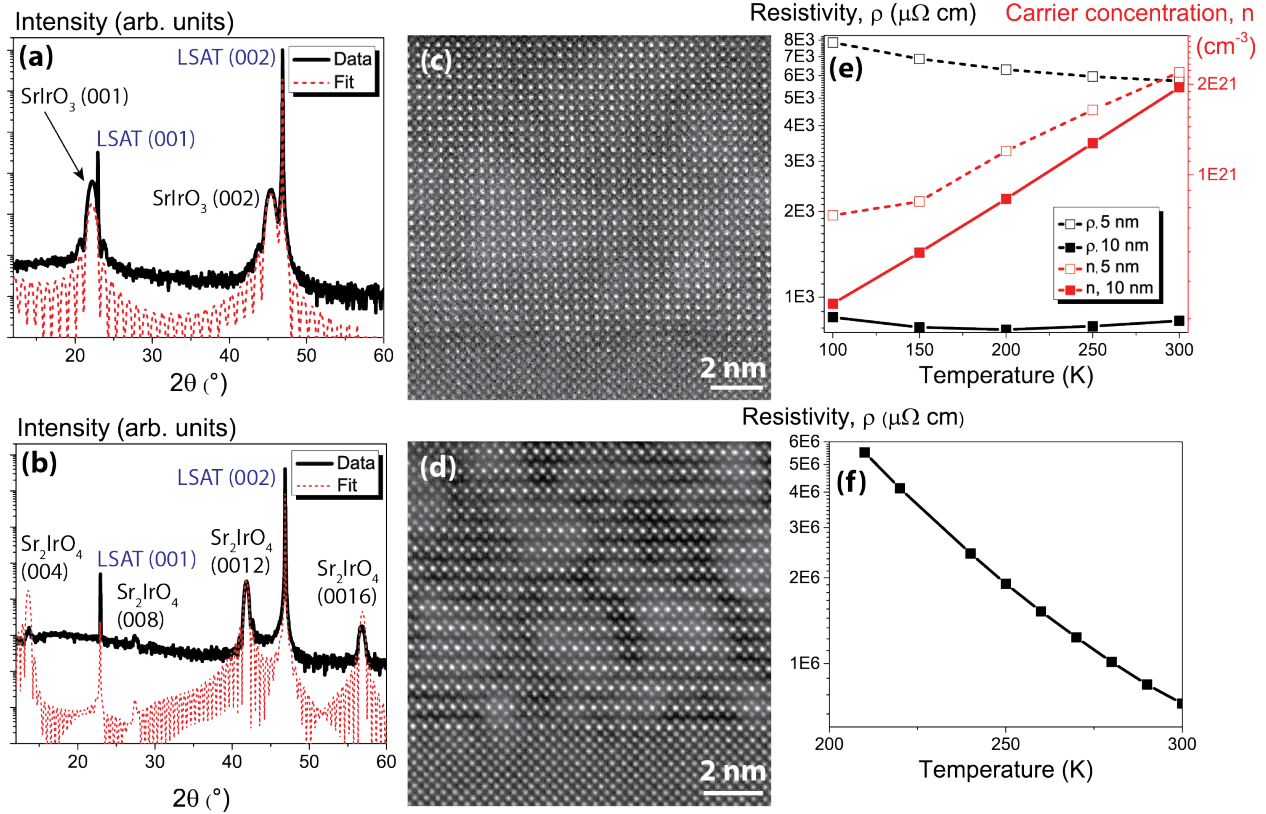 Intensity (arb. units)
(a)
LSAT (002)
Data
Fit
SrIrO3 (001)
LSAT (001)
SrIrO3 (002)
20 30 40 50 60
2θ (°)
(c)
2 nm
Resistivity, ρ (μΩ cm) Carrier concentration, n
(cm-3)
(e)
8E3
7E3
6E3
5E3
4E3
3E3
2E3
1E3
2E21
1E21
ρ, 5 nm
ρ, 10 nm
n, 5 nm
n, 10 nm
100 150 200 250 300
Temperature (K)
Intensity (arb. units)
(b)
LSAT (002)
Data
Fit
Sr2IrO4
(004)
LSAT (001)
Sr2IrO4
(008)
Sr2IrO4
(0012)
Sr2IrO4
(0016)
20 30 40 50 60
2θ (°)
(d)
2 nm
Resistivity, ρ (μΩ cm)
(f)
6E6
5E6
4E6
3E6
2E6
1E6
200 250 300
Temperature (K)